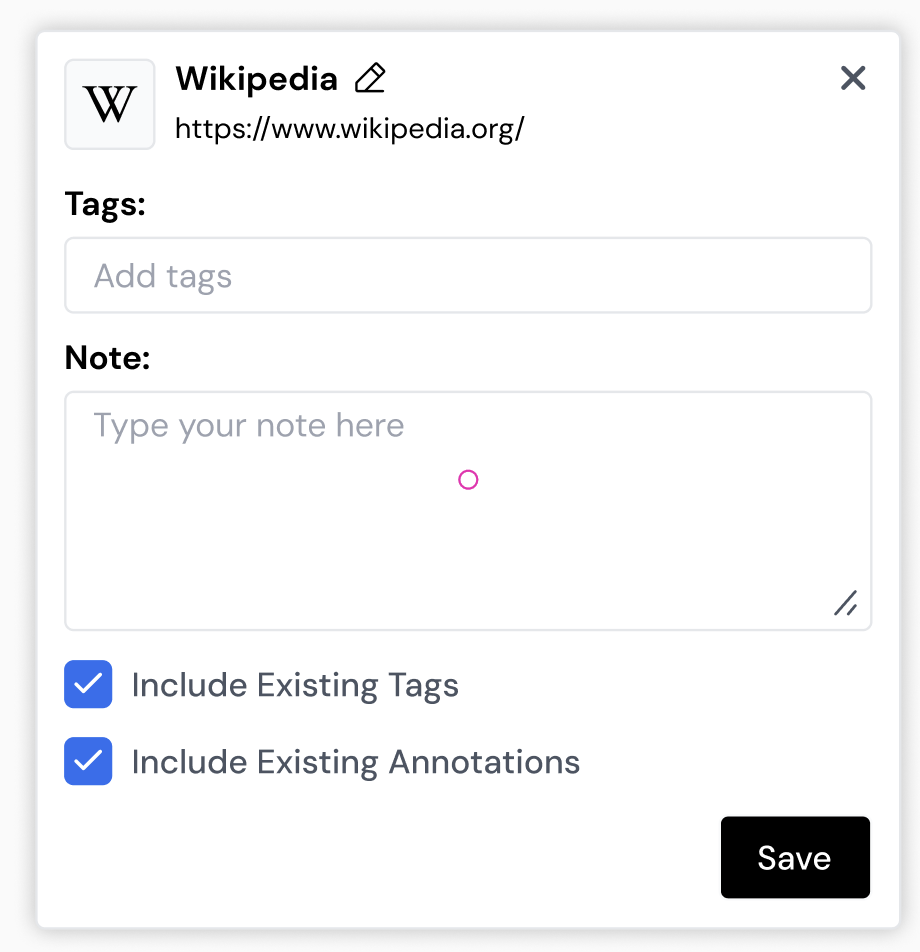 W
Wikipedia
https://www.wikipedia.org/
Tags:
Add tags
Note:
Type your note here
Include Existing Tags
Include Existing Annotations
Save